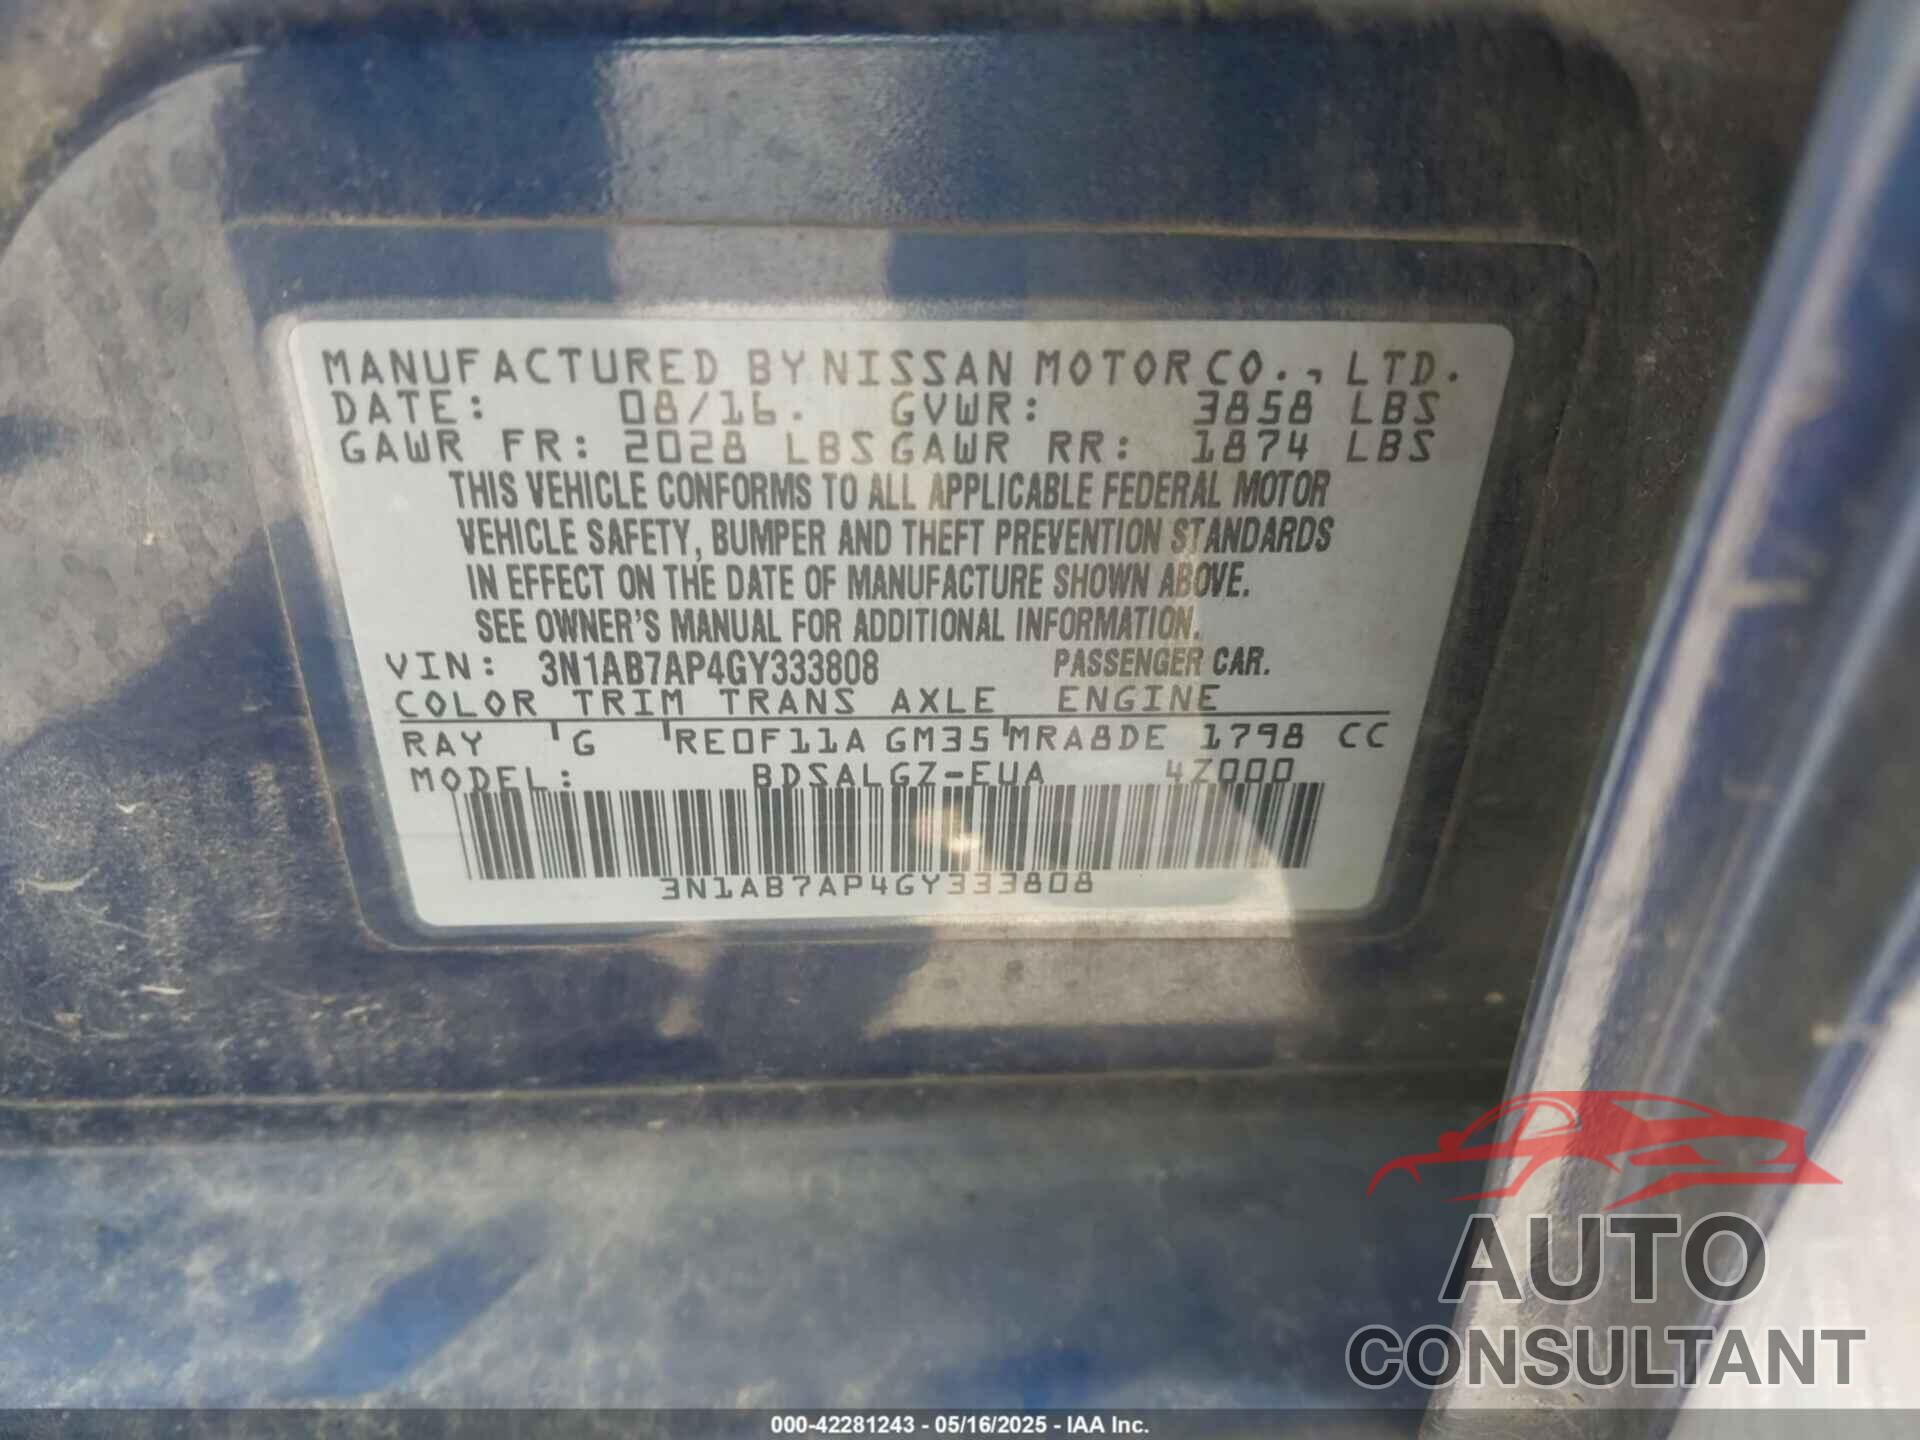 MANUFACTURED BY NISSAN MOTOR CO., LTD.
DATE: 08/16. GVWR: 3858 LBS
GAWR FR: 2028 LBS GAWR RR: 1874 LBS
THIS VEHICLE CONFORMS TO ALL APPLICABLE FEDERAL MOTOR
VEHICLE SAFETY, BUMPER AND THEFT PREVENTION STANDARDS
IN EFFECT ON THE DATE OF MANUFACTURE SHOWN ABOVE.
SEE OWNER'S MANUAL FOR ADDITIONAL INFORMATION.
VIN: 3N1AB7AP4GY333808 PASSENGER CAR.
COLOR TRIM TRANS AXLE ENGINE
RAY G RE0F11A GM35 MRA8DE 1798 CC
MODEL: BDSALGZ-EUA 4Z000
3N1AB7AP4GY333808
AUTO
CONSULTANT
000-42281243 - 05/16/2025 - IAA Inc.